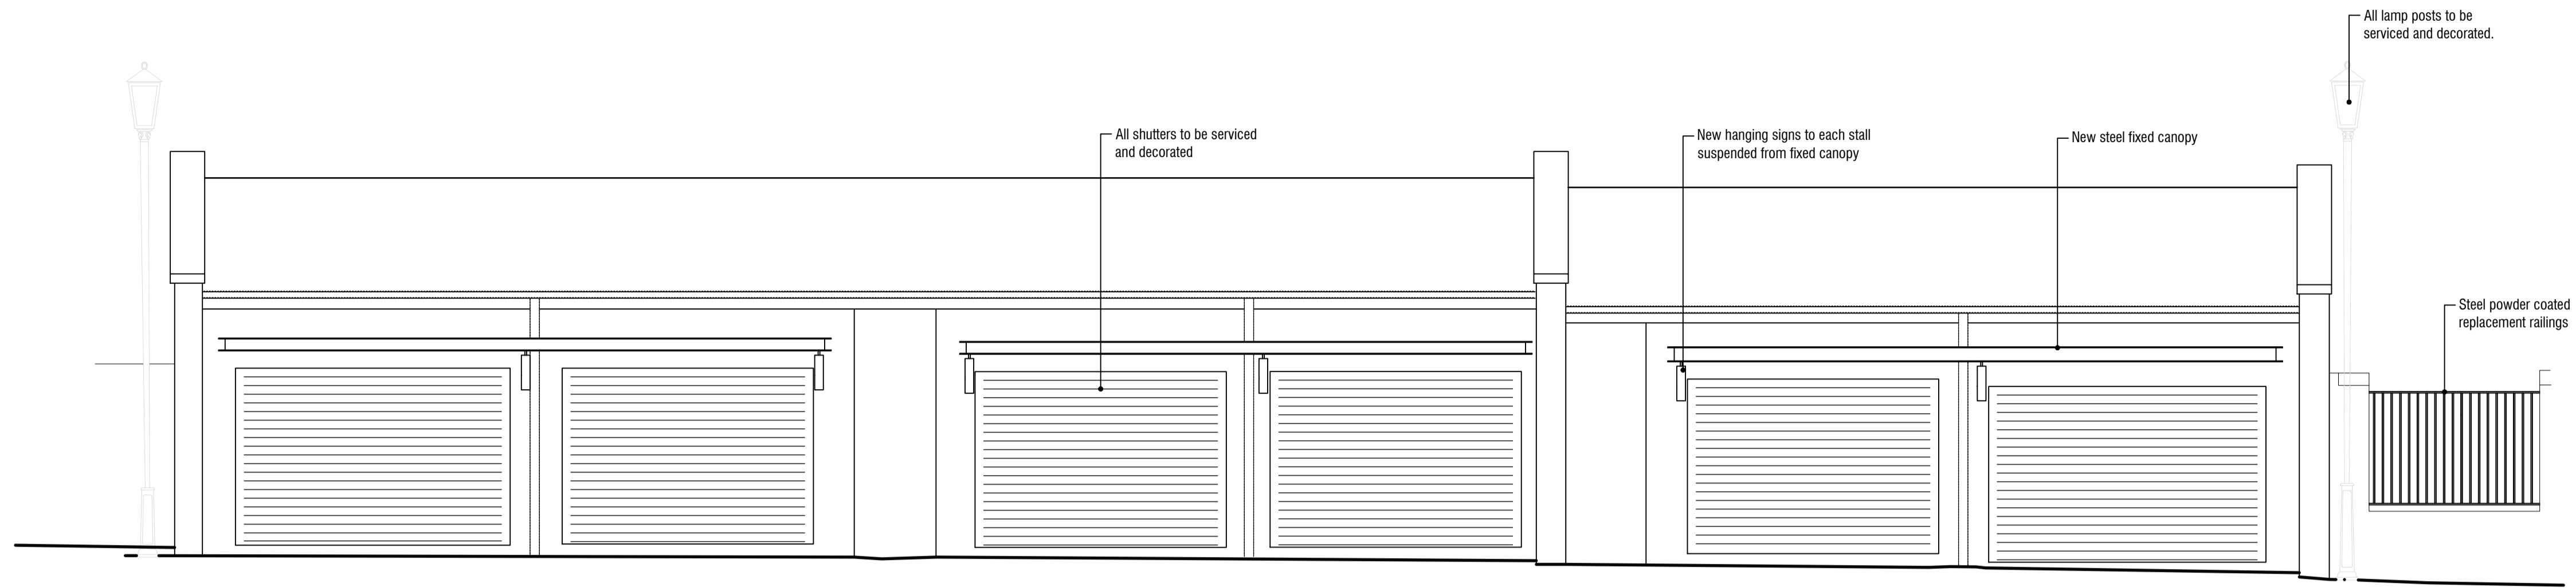 All lamp posts to be
serviced and decorated.
All shutters to be serviced
and decorated
New hanging signs to each stall
suspended from fixed canopy
New steel fixed canopy
Steel powder coated
replacement railings